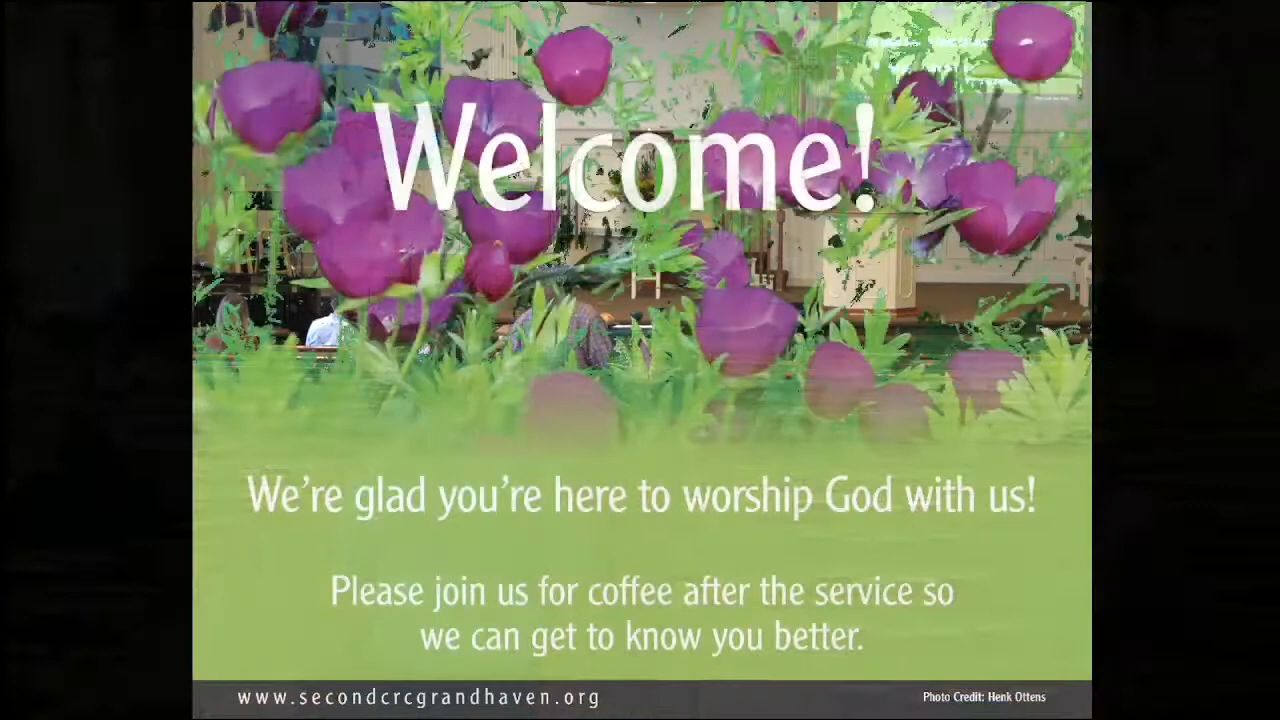 Welcome!
We're glad you're here to worship God with us!
Please join us for coffee after the service so
we can get to know you better.
www.secondcrcgrandhaven.org
Photo Credit: Henk Ottens